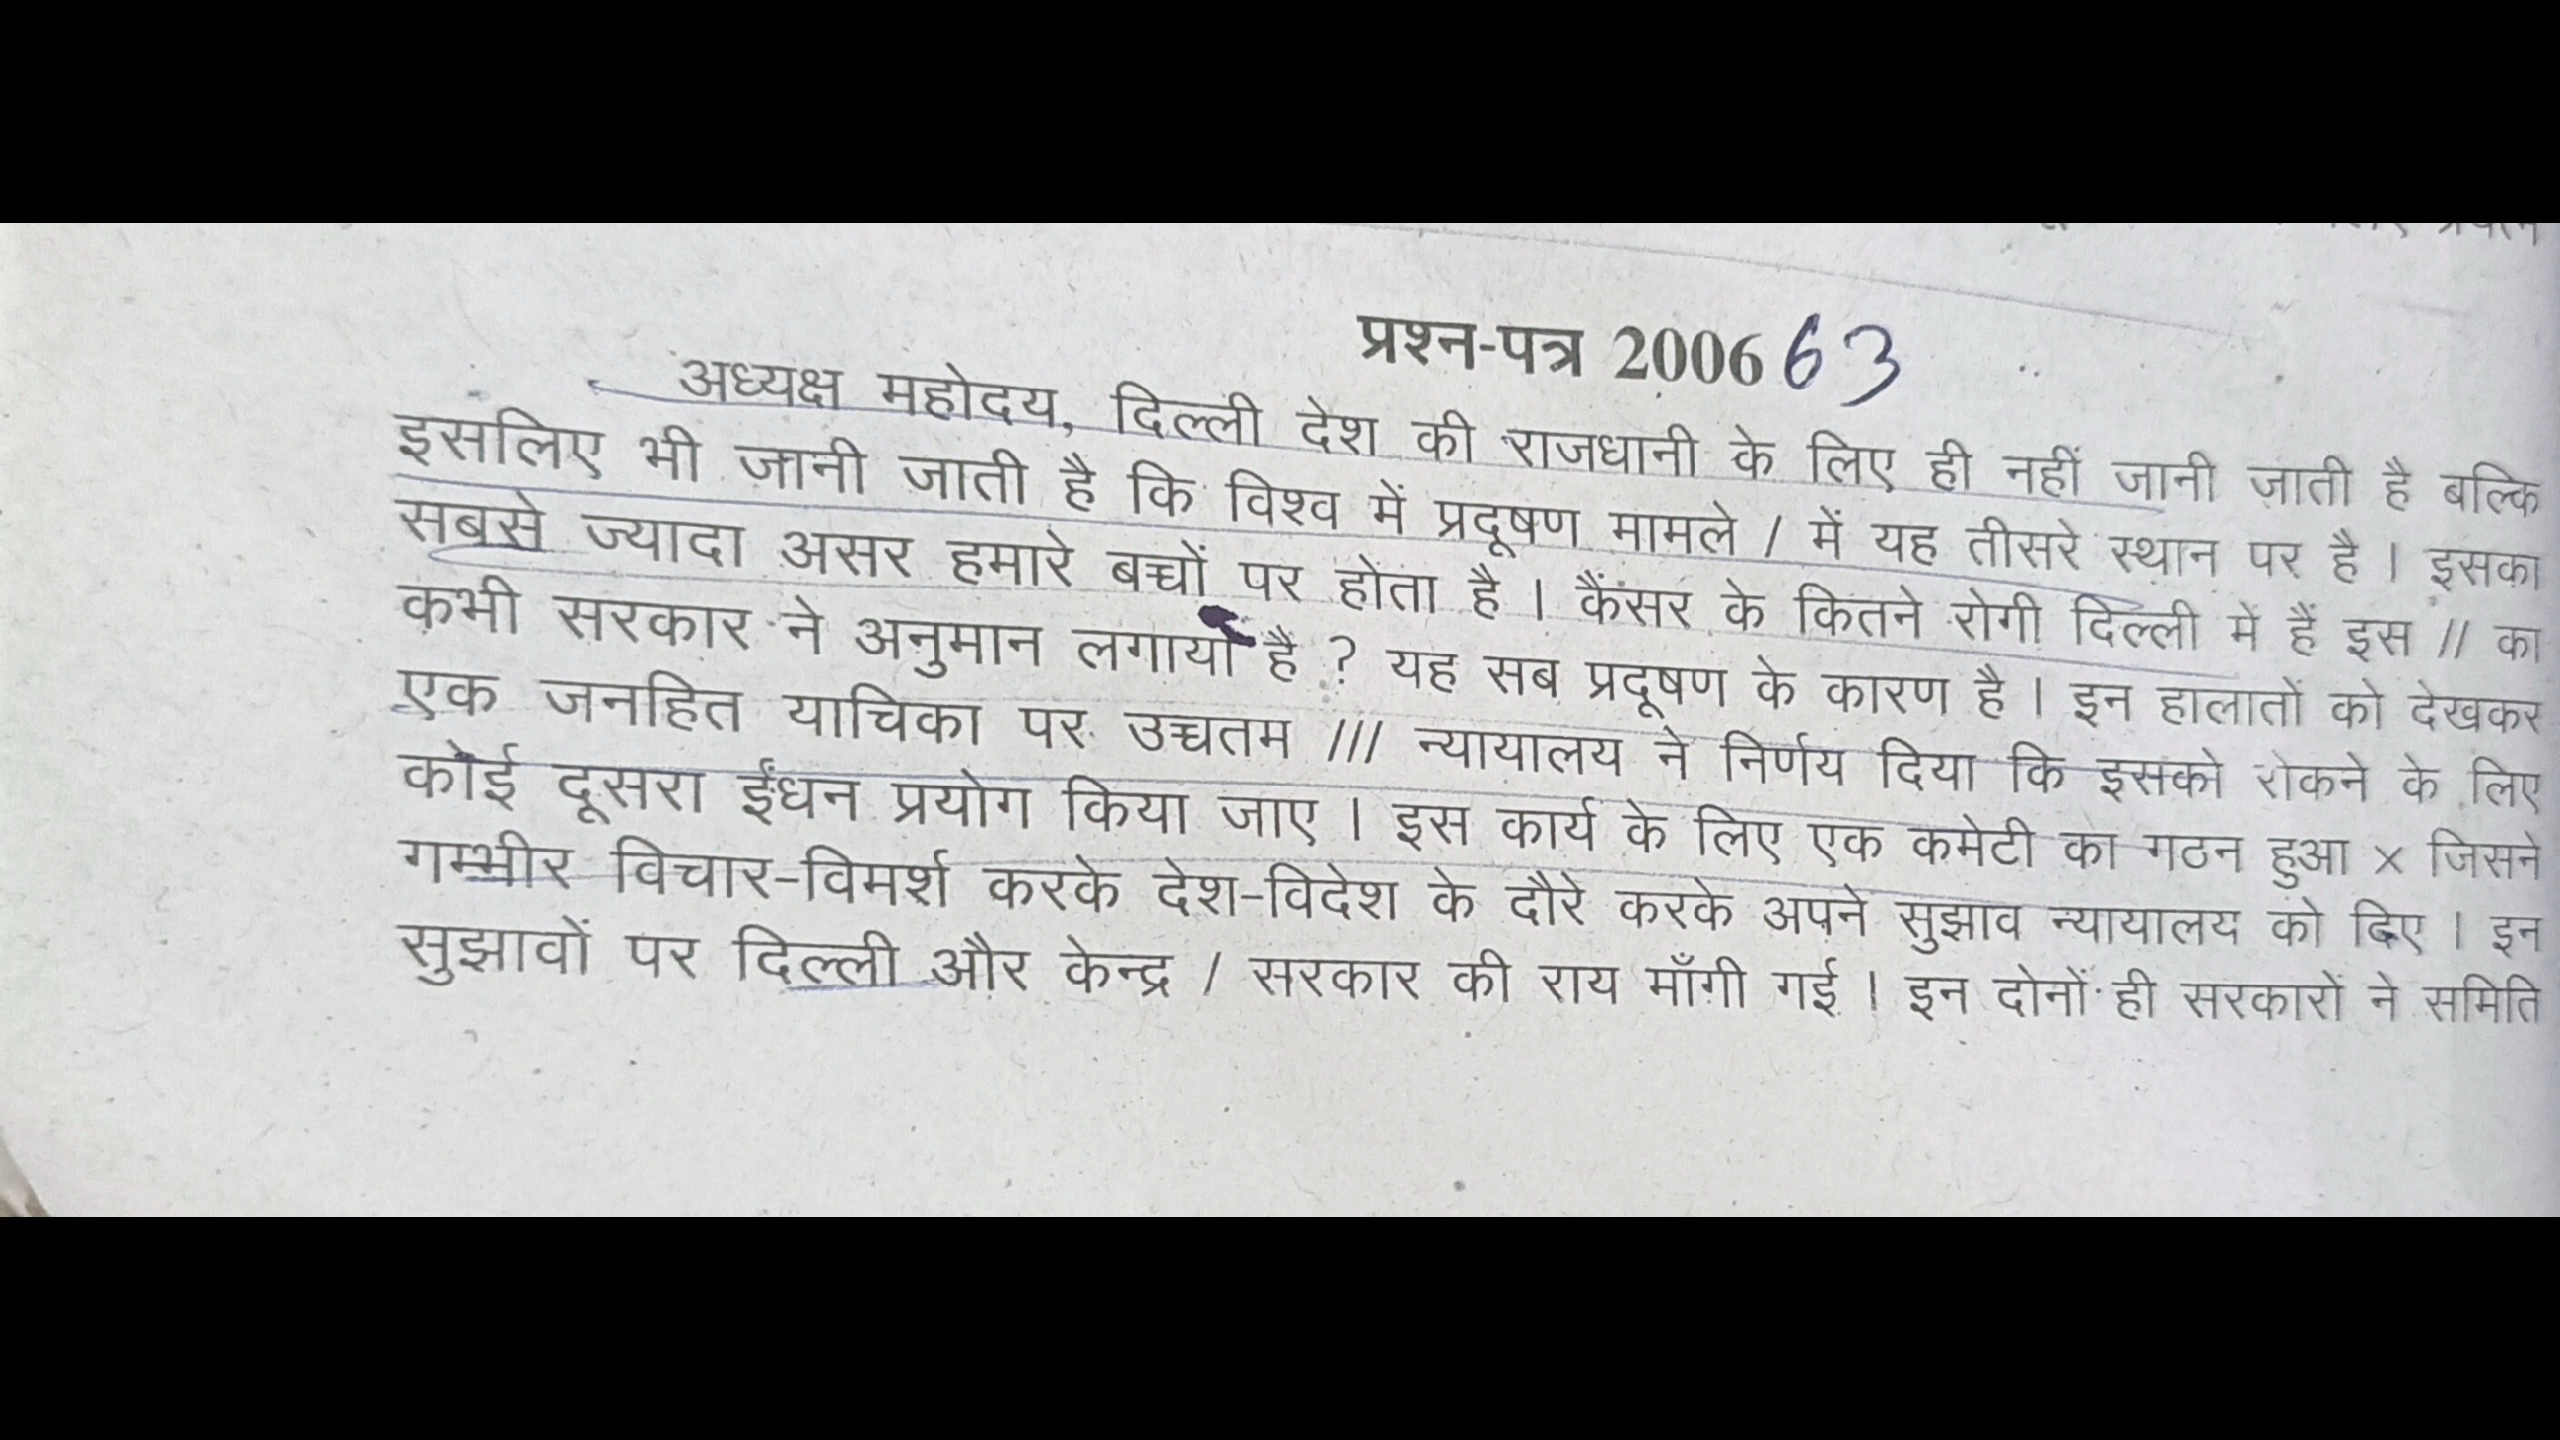 प्रश्न-पत्र 2006 63
अध्यक्ष महोदय, दिल्ली देश की राजधानी के लिए ही नहीं जानी जाती है बल्कि
इसलिए भी जानी जाती है कि विश्व में प्रदूषण मामले / में यह तीसरे स्थान पर है । इसका
सबसे ज्यादा असर हमारे बच्चों पर होता है । कैंसर के कितने रोगी दिल्ली में हैं इस // का
कभी सरकार ने अनुमान लगाया है ? यह सब प्रदूषण के कारण है । इन हालातों को देखकर
एक जनहित याचिका पर उच्चतम /// न्यायालय ने निर्णय दिया कि इसको रोकने के लिए
कोई दूसरा ईंधन प्रयोग किया जाए । इस कार्य के लिए एक कमेटी का गठन हुआ × जिसने
गम्भीर विचार-विमर्श करके देश-विदेश के दौरे करके अपने सुझाव न्यायालय को दिए । इन
सुझावों पर दिल्ली और केन्द्र / सरकार की राय माँगी गई । इन दोनों ही सरकारों ने समिति